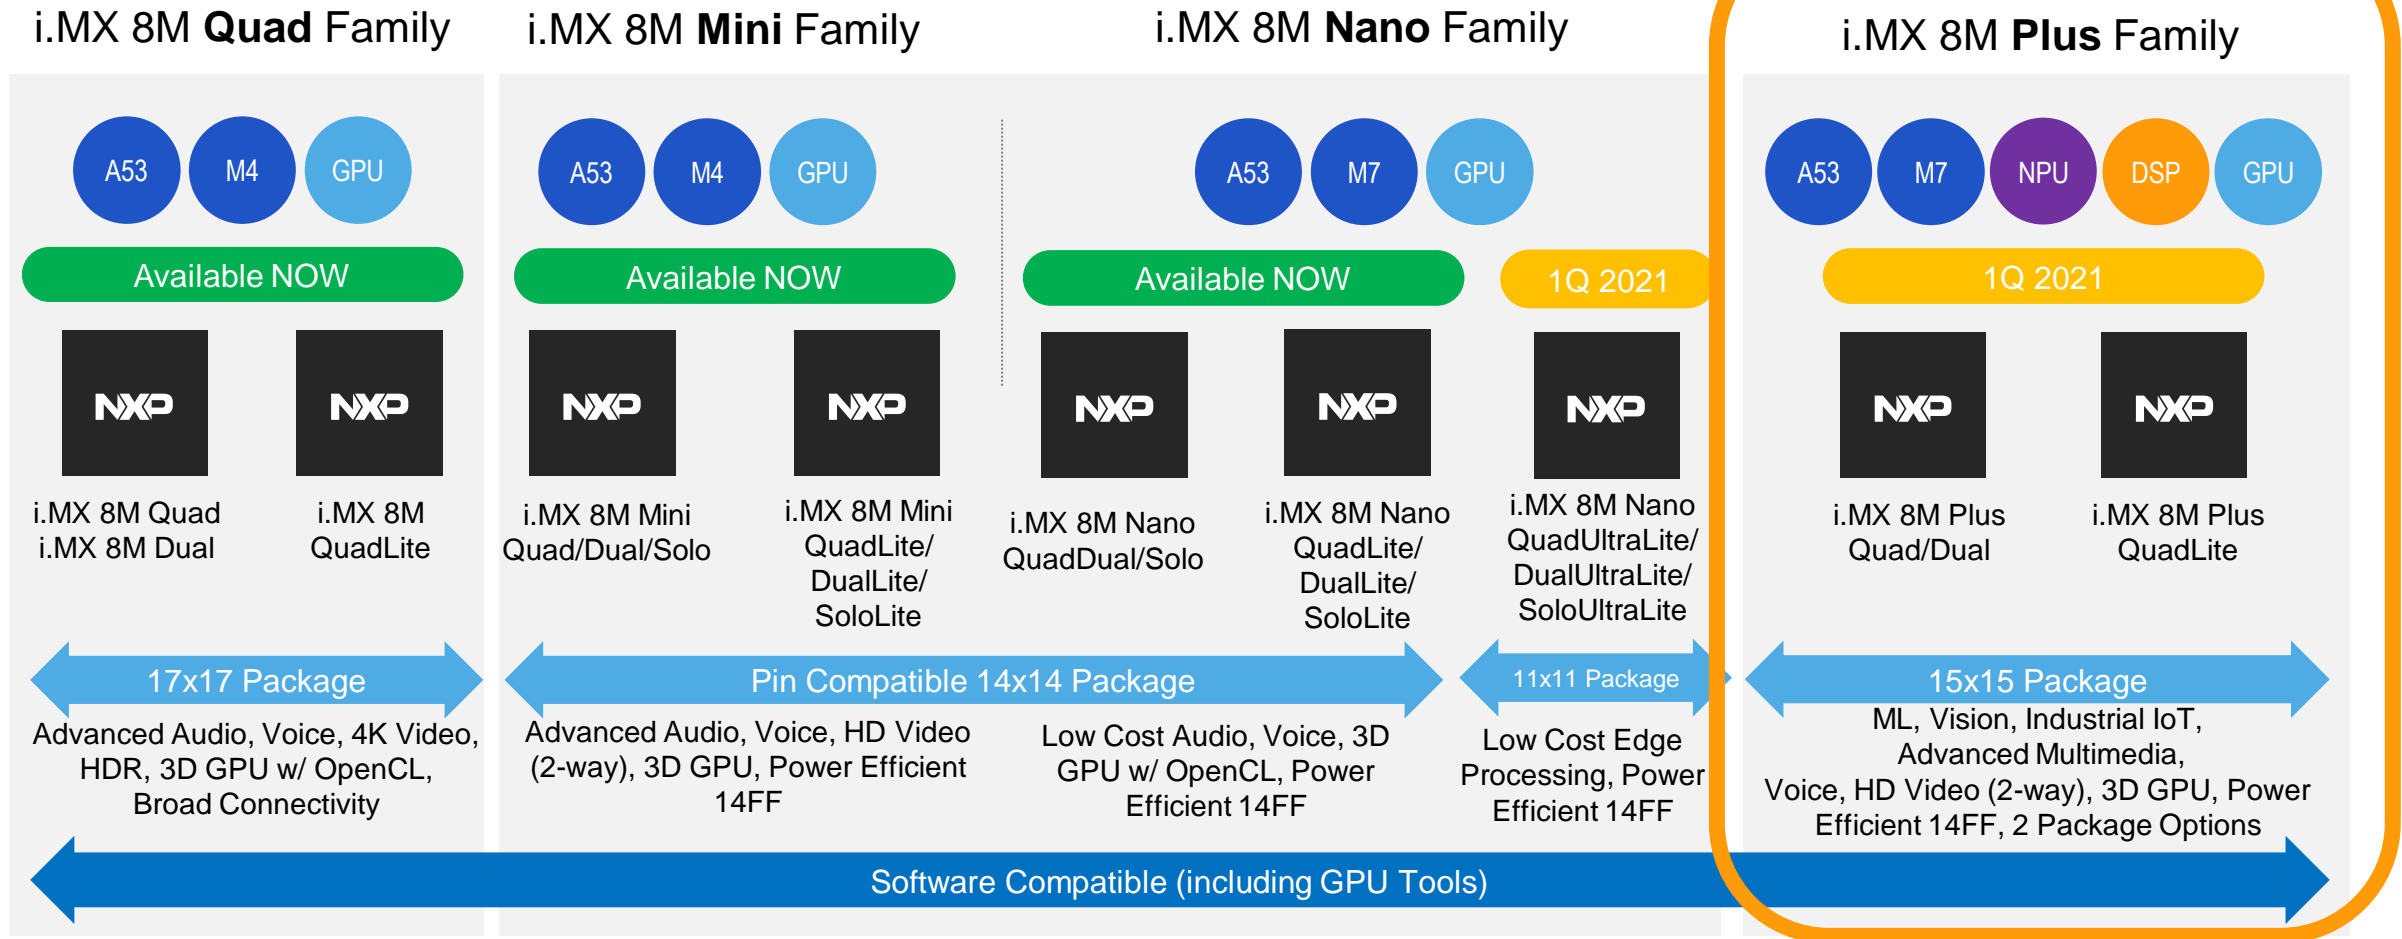 i.MX 8M Quad Family
A53
M4
GPU
Available NOW
NXP
NXP
i.MX 8M Quad
i.MX 8M Dual
i.MX 8M
QuadLite
17x17 Package
Advanced Audio, Voice, 4K Video,
HDR, 3D GPU w/ OpenCL,
Broad Connectivity
i.MX 8M Mini Family
A53
M4
GPU
Available NOW
NXP
NXP
i.MX 8M Mini
Quad/Dual/Solo
i.MX 8M Mini
QuadLite/
DualLite/
SoloLite
Pin Compatible 14x14 Package
Advanced Audio, Voice, HD Video
(2-way), 3D GPU, Power Efficient
14FF
i.MX 8M Nano Family
A53
M7
GPU
Available NOW
1Q 2021
NXP
NXP
NXP
i.MX 8M Nano
QuadDual/Solo
i.MX 8M Nano
QuadLite/
DualLite/
SoloLite
i.MX 8M Nano
QuadUltraLite/
DualUltraLite/
SoloUltraLite
11x11 Package
Low Cost Audio, Voice, 3D
GPU w/ OpenCL, Power
Efficient 14FF
Low Cost Edge
Processing, Power
Efficient 14FF
i.MX 8M Plus Family
A53
M7
NPU
DSP
GPU
1Q 2021
NXP
NXP
i.MX 8M Plus
Quad/Dual
i.MX 8M Plus
QuadLite
15x15 Package
ML, Vision, Industrial IoT,
Advanced Multimedia,
Voice, HD Video (2-way), 3D GPU, Power
Efficient 14FF, 2 Package Options
Software Compatible (including GPU Tools)